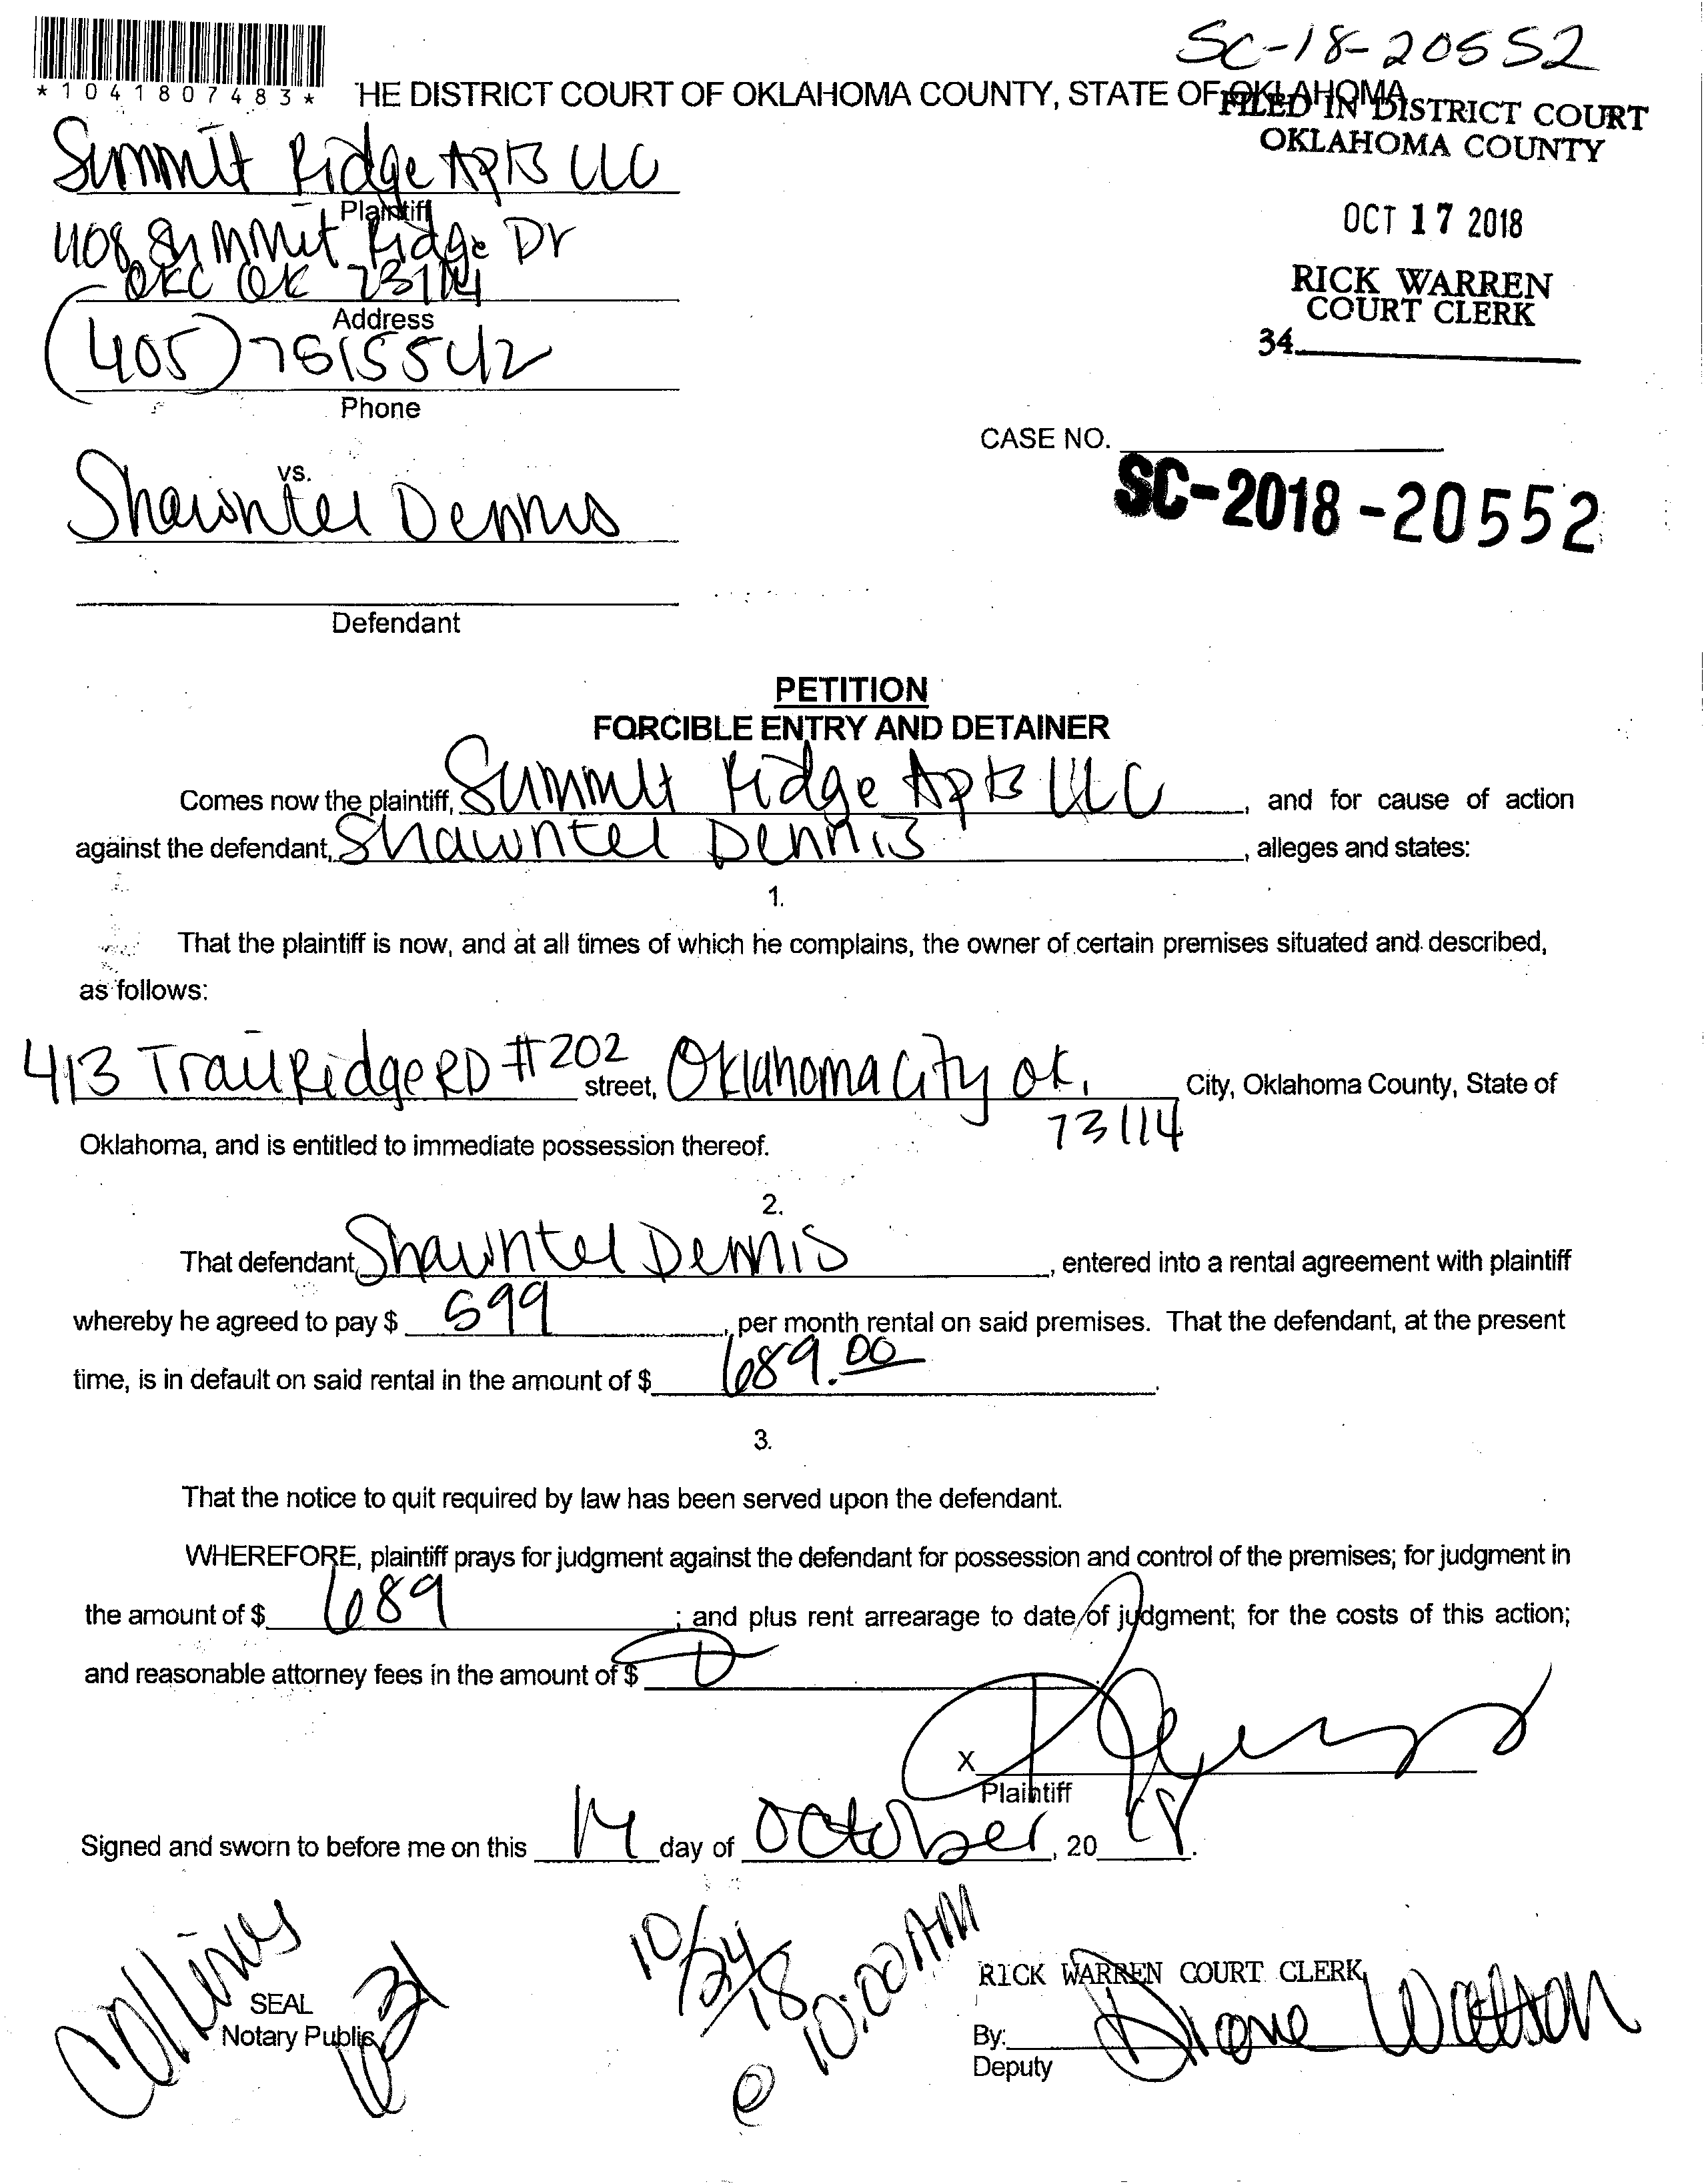 SC-18-20552
*1041807483*
HE DISTRICT COURT OF OKLAHOMA COUNTY, STATE OF OKLAHOMA
FILED IN DISTRICT COURT
OKLAHOMA COUNTY
OCT 17 2018
RICK WARREN
COURT CLERK
34
Summit Ridge Apts LLC
Plaintiff
408 Summit Ridge Dr
OKC OK 73114
Address
(405) 7515542
Phone
CASE NO.
SC-2018-20552
vs.
Shawntel Dennis
Defendant
PETITION
FORCIBLE ENTRY AND DETAINER
Comes now the plaintiff, Summit Ridge Apts LLC, and for cause of action
against the defendant, Shawntel Dennis, alleges and states:
1.
That the plaintiff is now, and at all times of which he complains, the owner of certain premises situated and described,
as follows:
413 Trail Ridge RD #202 street, Oklahoma City OK, City, Oklahoma County, State of
73114
Oklahoma, and is entitled to immediate possession thereof.
2.
That defendant, Shawntel Dennis, entered into a rental agreement with plaintiff
whereby he agreed to pay $ 599, per month rental on said premises. That the defendant, at the present
time, is in default on said rental in the amount of $ 689.00.
3.
That the notice to quit required by law has been served upon the defendant.
WHEREFORE, plaintiff prays for judgment against the defendant for possession and control of the premises; for judgment in
the amount of $ 689; and plus rent arrearage to date of judgment; for the costs of this action;
and reasonable attorney fees in the amount of $
X
Plaintiff
Signed and sworn to before me on this 17 day of October, 20 18.
Collins
SEAL
Notary Public
10/24/18
@ 10:00 AM
RICK WARREN COURT CLERK
By: Diane Watson
Deputy